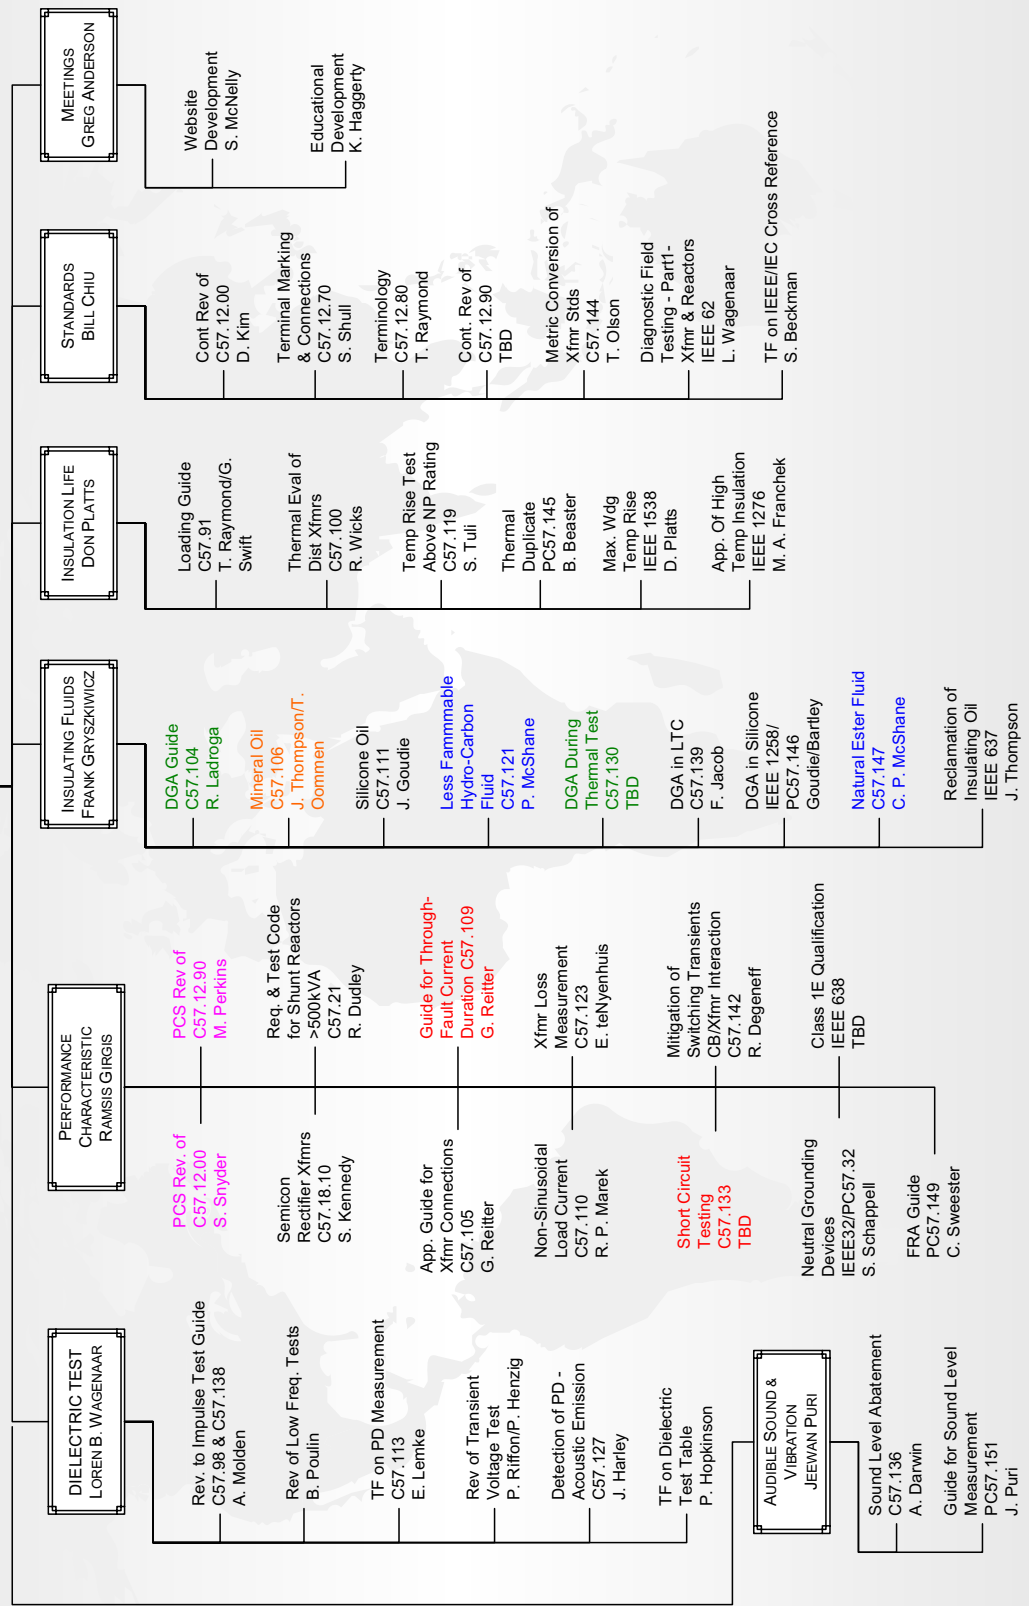 DIELECTRIC TEST
LOREN B. WAGENAAR
Rev. to Impulse Test Guide
C57.98 & C57.138
A. Molden
Rev of Low Freq. Tests
B. Poulin
TF on PD Measurement
C57.113
E. Lemke
Rev of Transient
Voltage Test
P. Riffon/P. Henzig
Detection of PD -
Acoustic Emission
C57.127
J. Harley
TF on Dielectric
Test Table
P. Hopkinson
AUDIBLE SOUND &
VIBRATION
JEEWAN PURI
Sound Level Abatement
C57.136
A. Darwin
Guide for Sound Level
Measurement
PC57.151
J. Puri
PERFORMANCE
CHARACTERISTIC
RAMSIS GIRGIS
PCS Rev. of
C57.12.00
S. Snyder
PCS Rev of
C57.12.90
M. Perkins
Semicon
Rectifier Xfmrs
C57.18.10
S. Kennedy
Req. & Test Code
for Shunt Reactors
>500kVA
C57.21
R. Dudley
App. Guide for
Xfmr Connections
C57.105
G. Reitter
Guide for Through-
Fault Current
Duration C57.109
G. Reitter
Non-Sinusoidal
Load Current
C57.110
R. P. Marek
Xfmr Loss
Measurement
C57.123
E. teNyenhuis
Short Circuit
Testing
C57.133
TBD
Mitigation of
Switching Transients
CB/Xfmr Interaction
C57.142
R. Degeneff
Neutral Grounding
Devices
IEEE32/PC57.32
S. Schappell
Class 1E Qualification
IEEE 638
TBD
FRA Guide
PC57.149
C. Sweester
INSULATING FLUIDS
FRANK GRYSZKIWICZ
DGA Guide
C57.104
R. Ladroga
Mineral Oil
C57.106
J. Thompson/T.
Oommen
Silicone Oil
C57.111
J. Goudie
Less Fammmable
Hydro-Carbon
Fluid
C57.121
P. McShane
DGA During
Thermal Test
C57.130
TBD
DGA in LTC
C57.139
F. Jacob
DGA in Silicone
IEEE 1258/
PC57.146
Goudie/Bartley
Natural Ester Fluid
C57.147
C. P. McShane
Reclamation of
Insulating Oil
IEEE 637
J. Thompson
INSULATION LIFE
DON PLATTS
Loading Guide
C57.91
T. Raymond/G.
Swift
Thermal Eval of
Dist Xfmrs
C57.100
R. Wicks
Temp Rise Test
Above NP Rating
C57.119
S. Tuli
Thermal
Duplicate
PC57.145
B. Beaster
Max. Wdg
Temp Rise
IEEE 1538
D. Platts
App. Of High
Temp Insulation
IEEE 1276
M. A. Franchek
STANDARDS
BILL CHIU
Cont Rev of
C57.12.00
D. Kim
Terminal Marking
& Connections
C57.12.70
S. Shull
Terminology
C57.12.80
T. Raymond
Cont. Rev of
C57.12.90
TBD
Metric Conversion of
Xfmr Stds
C57.144
T. Olson
Diagnostic Field
Testing - Part1-
Xfmr & Reactors
IEEE 62
L. Wagenaar
TF on IEEE/IEC Cross Reference
S. Beckman
MEETINGS
GREG ANDERSON
Website
Development
S. McNelly
Educational
Development
K. Haggerty